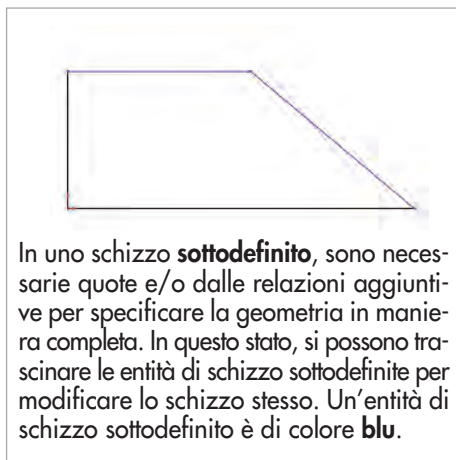 In uno schizzo sottodefinito, sono neces-
sarie quote e/o dalle relazioni aggiunti-
ve per specificare la geometria in manie-
ra completa. In questo stato, si possono tra-
scinare le entità di schizzo sottodefinite per
modificare lo schizzo stesso. Un'entità di
schizzo sottodefinito è di colore blu.